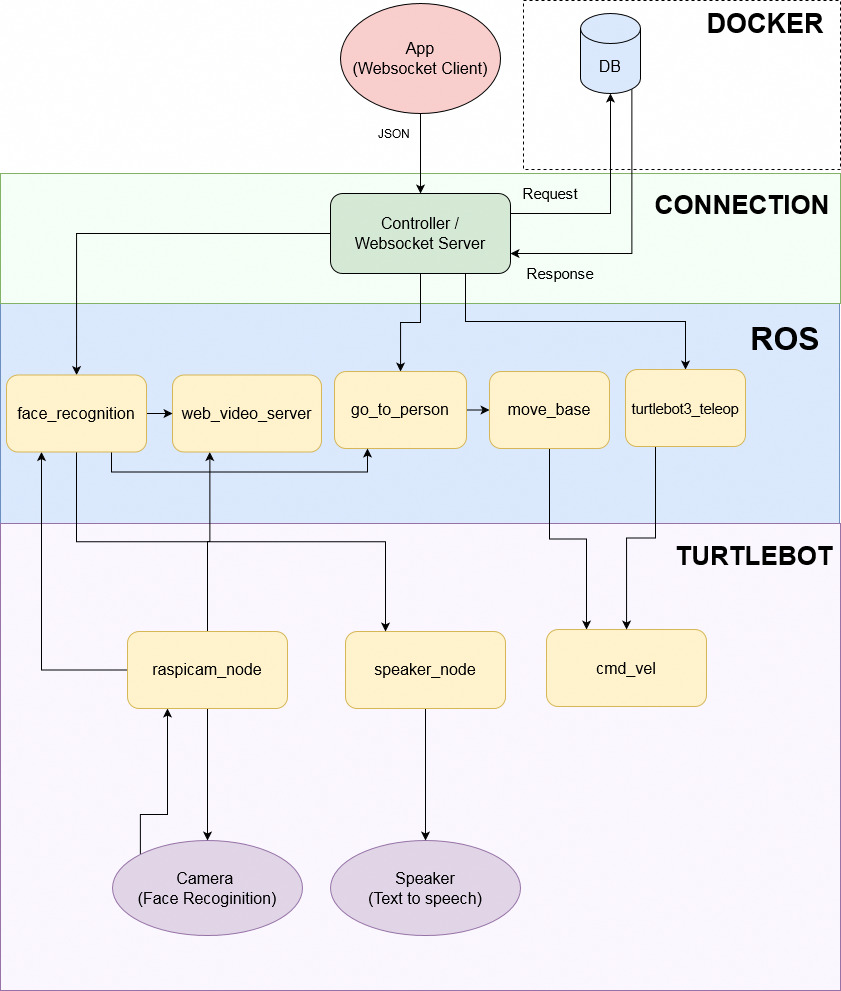 DOCKER
App
(Websocket Client)
DB
JSON
Request
CONNECTION
Controller /
Websocket Server
Response
ROS
face_recognition
web_video_server
go_to_person
move_base
turtlebot3_teleop
TURTLEBOT
raspicam_node
speaker_node
cmd_vel
Camera
(Face Recoginition)
Speaker
(Text to speech)